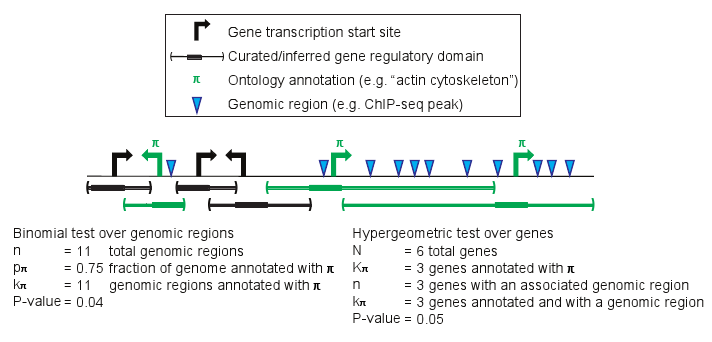 Gene transcription start site
Curated/inferred gene regulatory domain
π Ontology annotation (e.g. “actin cytoskeleton”)
Genomic region (e.g. ChIP-seq peak)
π π π
Binomial test over genomic regions
n = 11 total genomic regions
pπ = 0.75 fraction of genome annotated with π
kπ = 11 genomic regions annotated with π
P-value = 0.04
Hypergeometric test over genes
N = 6 total genes
Kπ = 3 genes annotated with π
n = 3 genes with an associated genomic region
kπ = 3 genes annotated and with a genomic region
P-value = 0.05